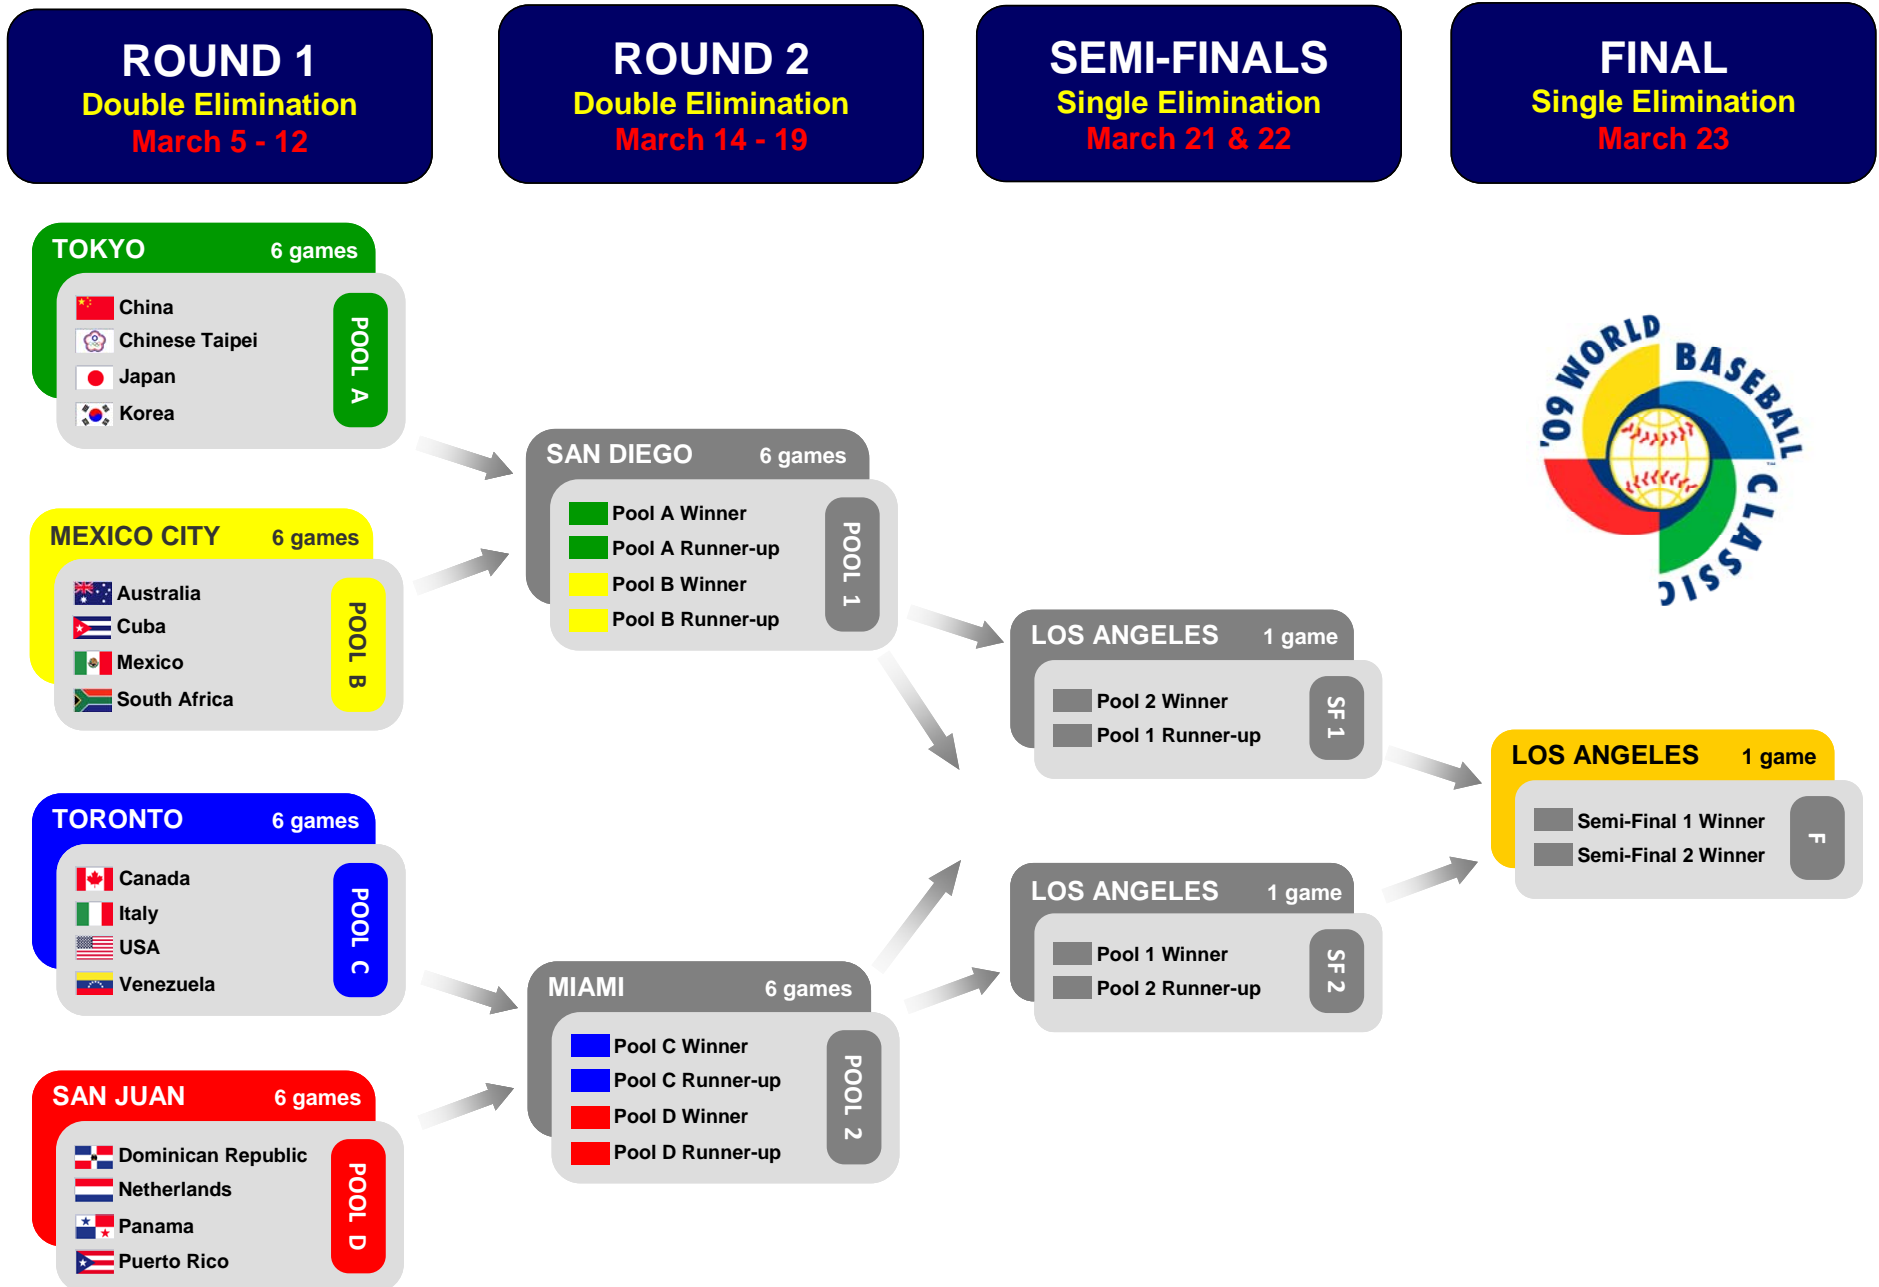 ROUND 1
Double Elimination
March 5 - 12
ROUND 2
Double Elimination
March 14 - 19
SEMI-FINALS
Single Elimination
March 21 & 22
FINAL
Single Elimination
March 23
TOKYO 6 games
China
Chinese Taipei
Japan
Korea
POOL A
MEXICO CITY 6 games
Australia
Cuba
Mexico
South Africa
POOL B
TORONTO 6 games
Canada
Italy
USA
Venezuela
POOL C
SAN JUAN 6 games
Dominican Republic
Netherlands
Panama
Puerto Rico
POOL D
SAN DIEGO 6 games
Pool A Winner
Pool A Runner-up
Pool B Winner
Pool B Runner-up
POOL 1
MIAMI 6 games
Pool C Winner
Pool C Runner-up
Pool D Winner
Pool D Runner-up
POOL 2
LOS ANGELES 1 game
Pool 2 Winner
Pool 1 Runner-up
SF 1
LOS ANGELES 1 game
Pool 1 Winner
Pool 2 Runner-up
SF 2
'09 WORLD BASEBALL CLASSIC
LOS ANGELES 1 game
Semi-Final 1 Winner
Semi-Final 2 Winner
F